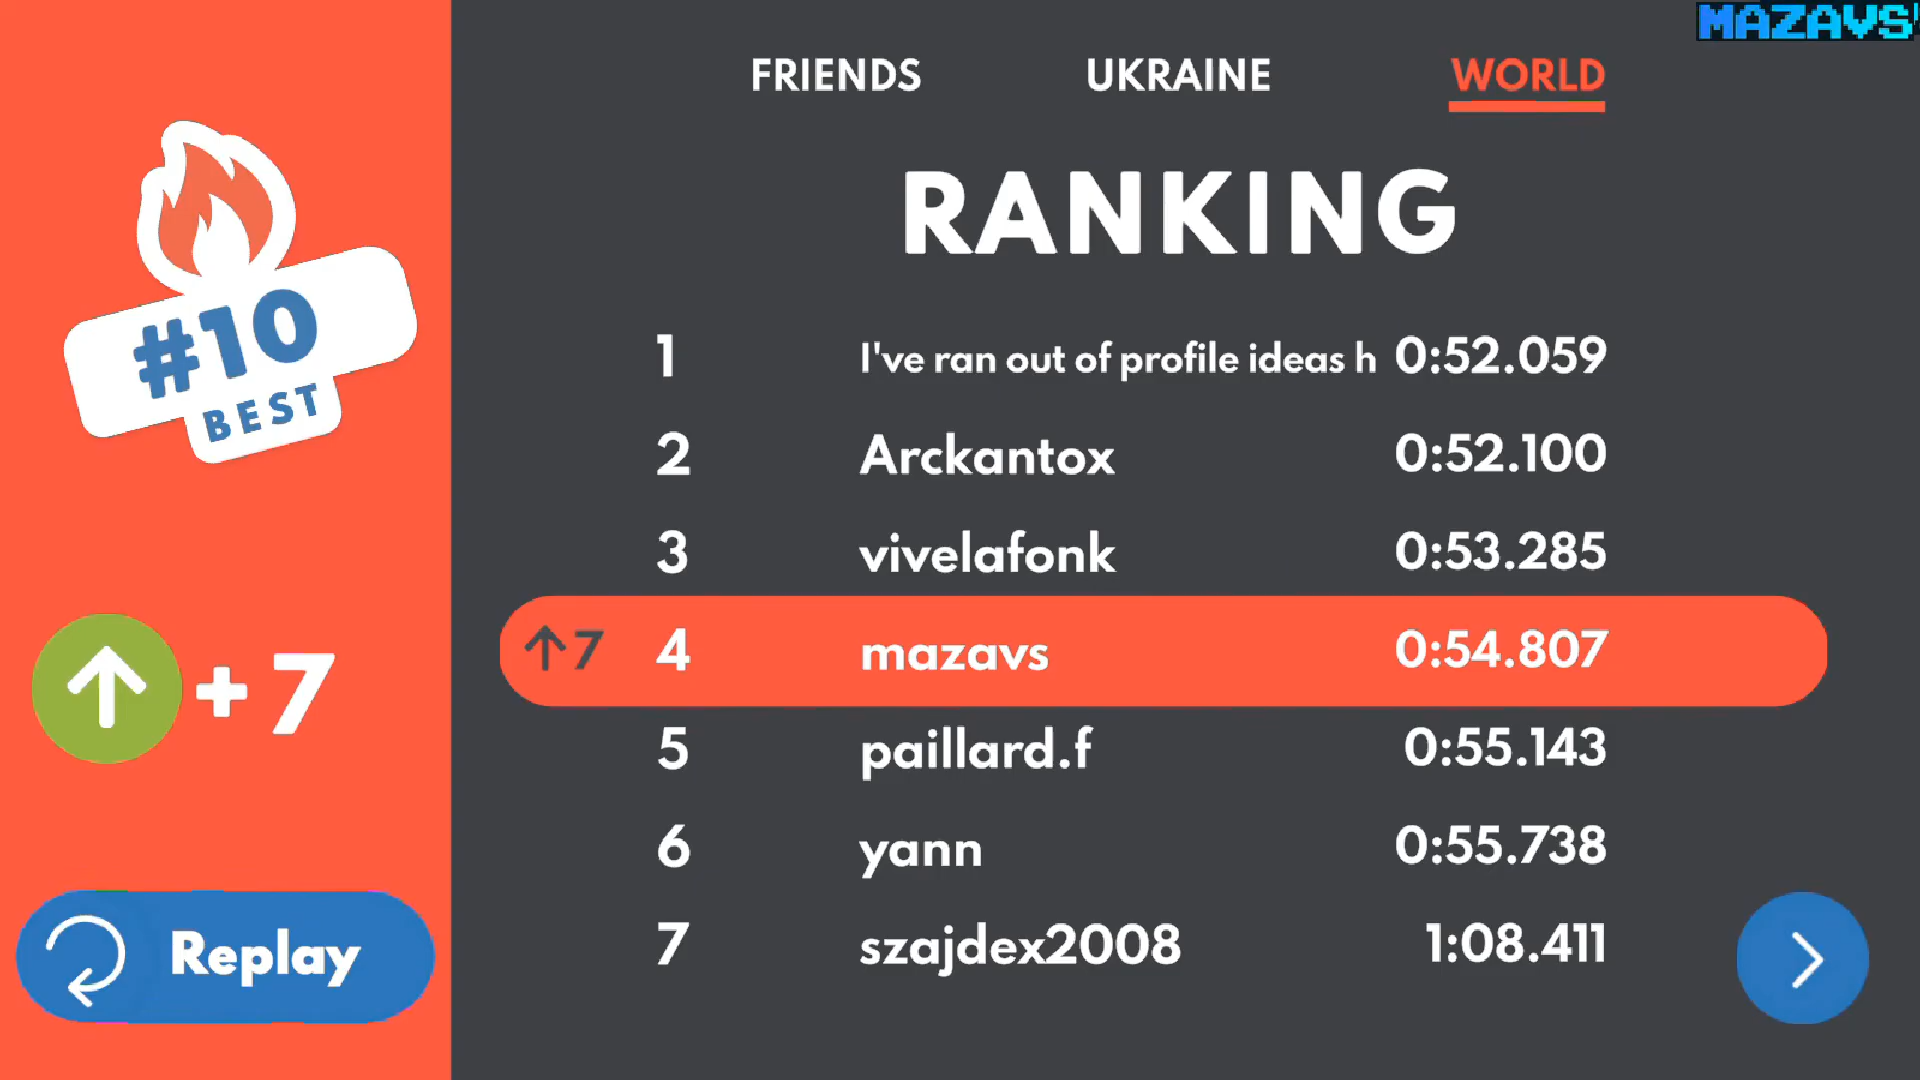 MAZAVS
FRIENDS UKRAINE WORLD
RANKING
#10
BEST
+ 7
Replay
1 I've ran out of profile ideas h 0:52.059
2 Arckantox 0:52.100
3 vivelafonk 0:53.285
↑7 4 mazavs 0:54.807
5 paillard.f 0:55.143
6 yann 0:55.738
7 szajdex2008 1:08.411